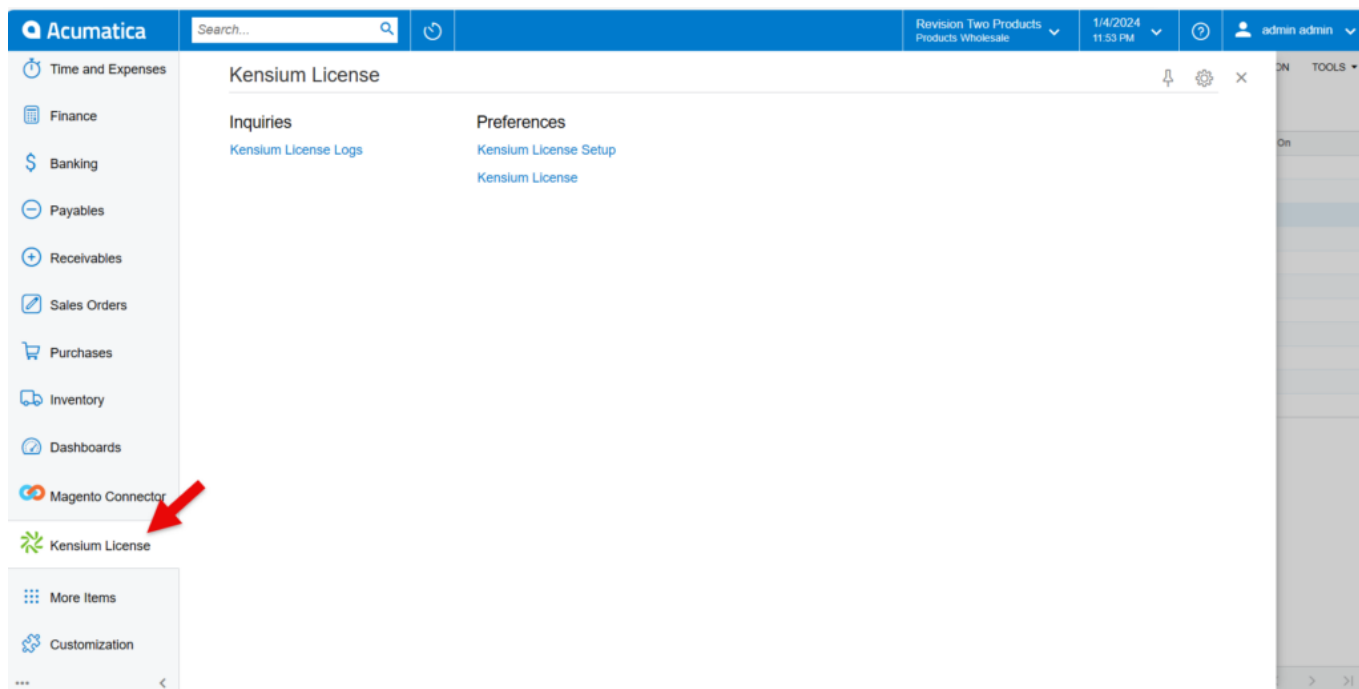 Acumatica
Search...
Revision Two Products
Products Wholesale
1/4/2024
11:53 PM
admin admin
Time and Expenses
Finance
Banking
Payables
Receivables
Sales Orders
Purchases
Inventory
Dashboards
Magento Connector
Kensium License
More Items
Customization
Kensium License
Inquiries
Kensium License Logs
Preferences
Kensium License Setup
Kensium License
ON TOOLS
On